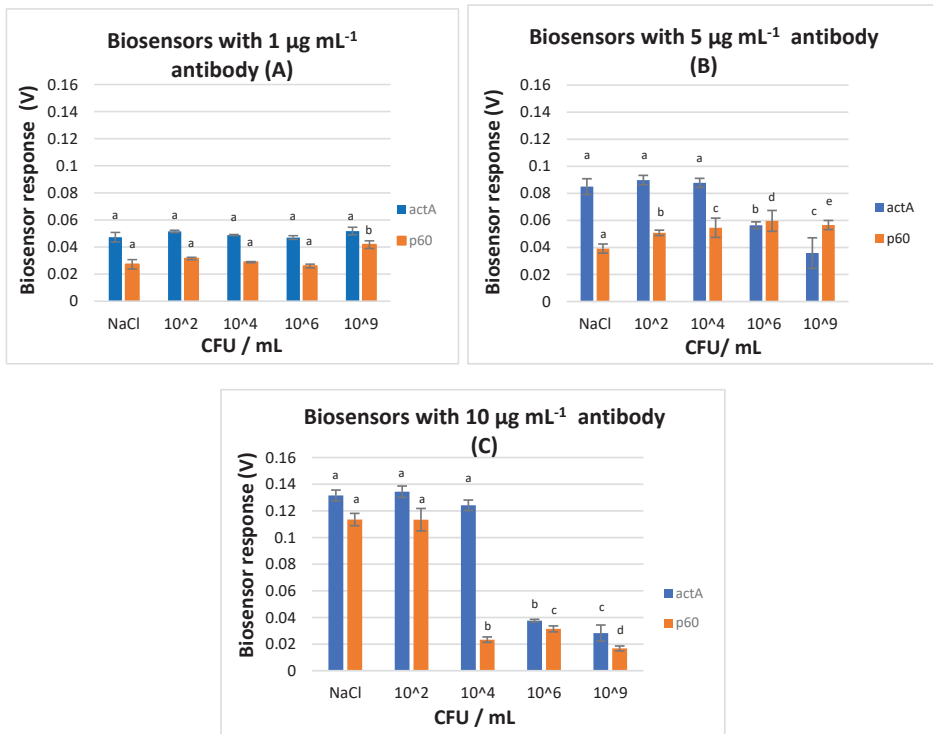 Biosensors with 1 µg mL⁻¹
antibody (A)
Biosensor response (V)
0.16
0.14
0.12
0.1
0.08
0.06
0.04
0.02
0
a a a a a
a a a a b
NaCl 10^2 10^4 10^6 10^9
CFU / mL
actA
p60
Biosensors with 5 µg mL⁻¹ antibody
(B)
Biosensor response (V)
0.16
0.14
0.12
0.1
0.08
0.06
0.04
0.02
0
a a a b c
a b c d e
NaCl 10^2 10^4 10^6 10^9
CFU/ mL
actA
p60
Biosensors with 10 µg mL⁻¹ antibody
(C)
Biosensor response (V)
0.16
0.14
0.12
0.1
0.08
0.06
0.04
0.02
0
a a a b c
a a b c d
NaCl 10^2 10^4 10^6 10^9
CFU / mL
actA
p60